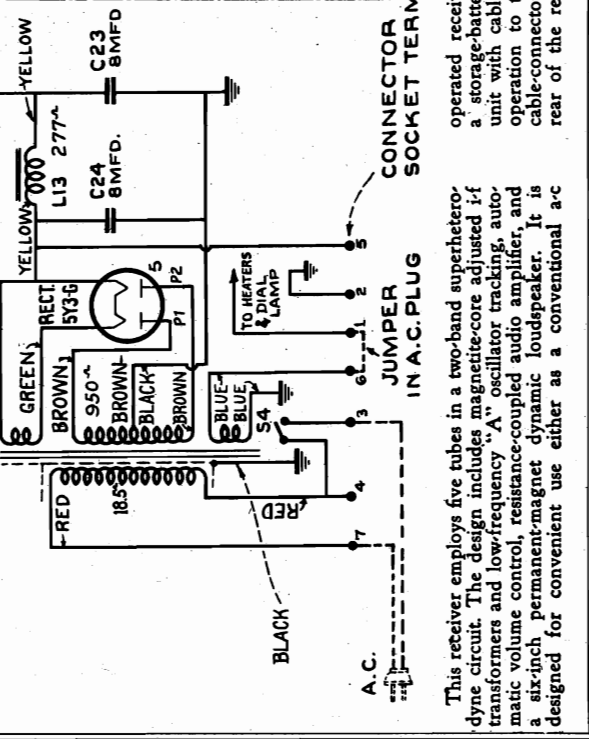 YELLOW
YELLOW
L13 277~
C23
8MFD.
C24
8MFD.
GREEN
RECT.
5Y3-G
5
P2
P1
BROWN
950~
BROWN
BLACK
BROWN
BLUE
BLUE
S4
RED
18.5~
RED
BLACK
TO HEATERS
& DIAL
LAMP
7
4
3
6
1
2
5
A.C.
JUMPER
IN A.C. PLUG
CONNECTOR
SOCKET TERM
This receiver employs five tubes in a two-band superhetero-
dyne circuit. The design includes magnetite-core adjusted i-f
transformers and low-frequency "A" oscillator tracking, auto-
matic volume control, resistance-coupled audio amplifier, and
a six-inch permanent-magnet dynamic loudspeaker. It is
designed for convenient use either as a conventional a-c
operated recei
a storage-batte
unit with cabl
operation to t
cable-connecto
rear of the re